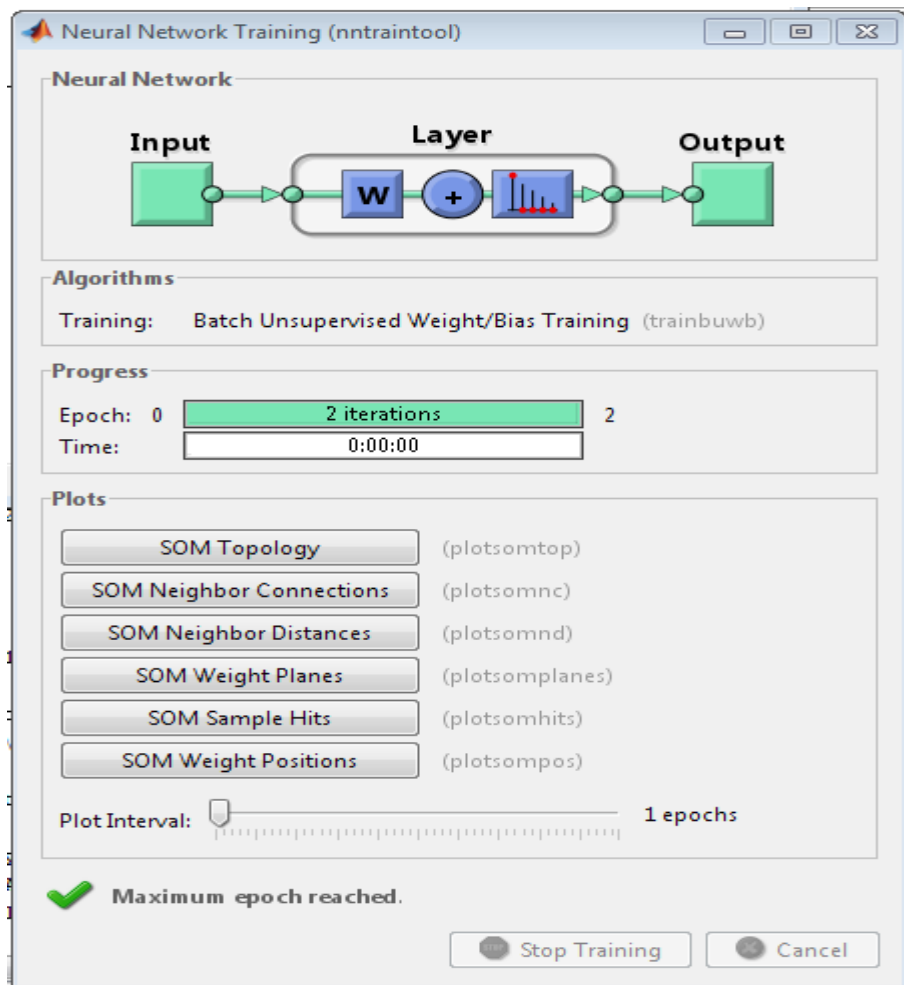 Neural Network Training (nntraintool)
Neural Network
Input Layer Output
W +
Algorithms
Training: Batch Unsupervised Weight/Bias Training (trainbuwb)
Progress
Epoch: 0 2 iterations 2
Time: 0:00:00
Plots
SOM Topology (plotsomtop)
SOM Neighbor Connections (plotsomnc)
SOM Neighbor Distances (plotsomnd)
SOM Weight Planes (plotsomplanes)
SOM Sample Hits (plotsomhits)
SOM Weight Positions (plotsompos)
Plot Interval: 1 epochs
Maximum epoch reached.
Stop Training Cancel